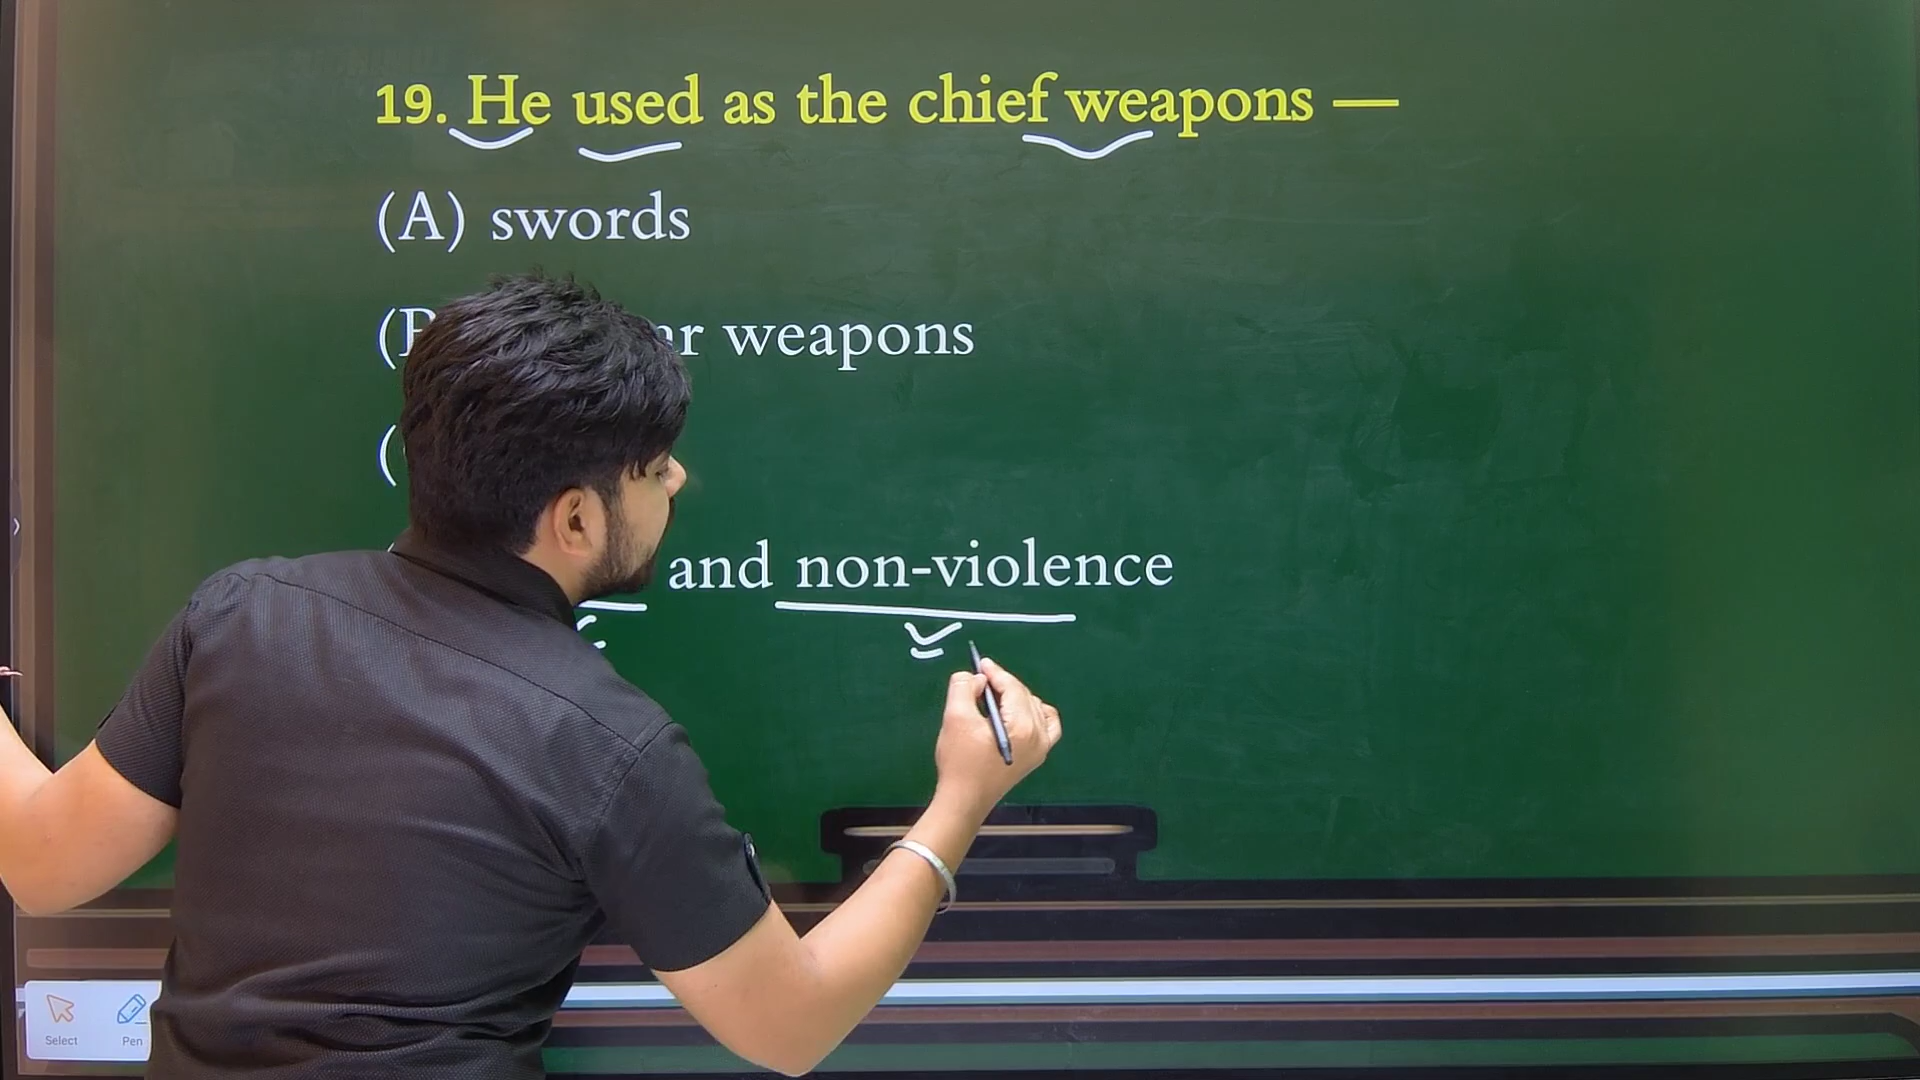 19. He used as the chief weapons —
(A) swords
weapons
and non-violence
Select
Pen